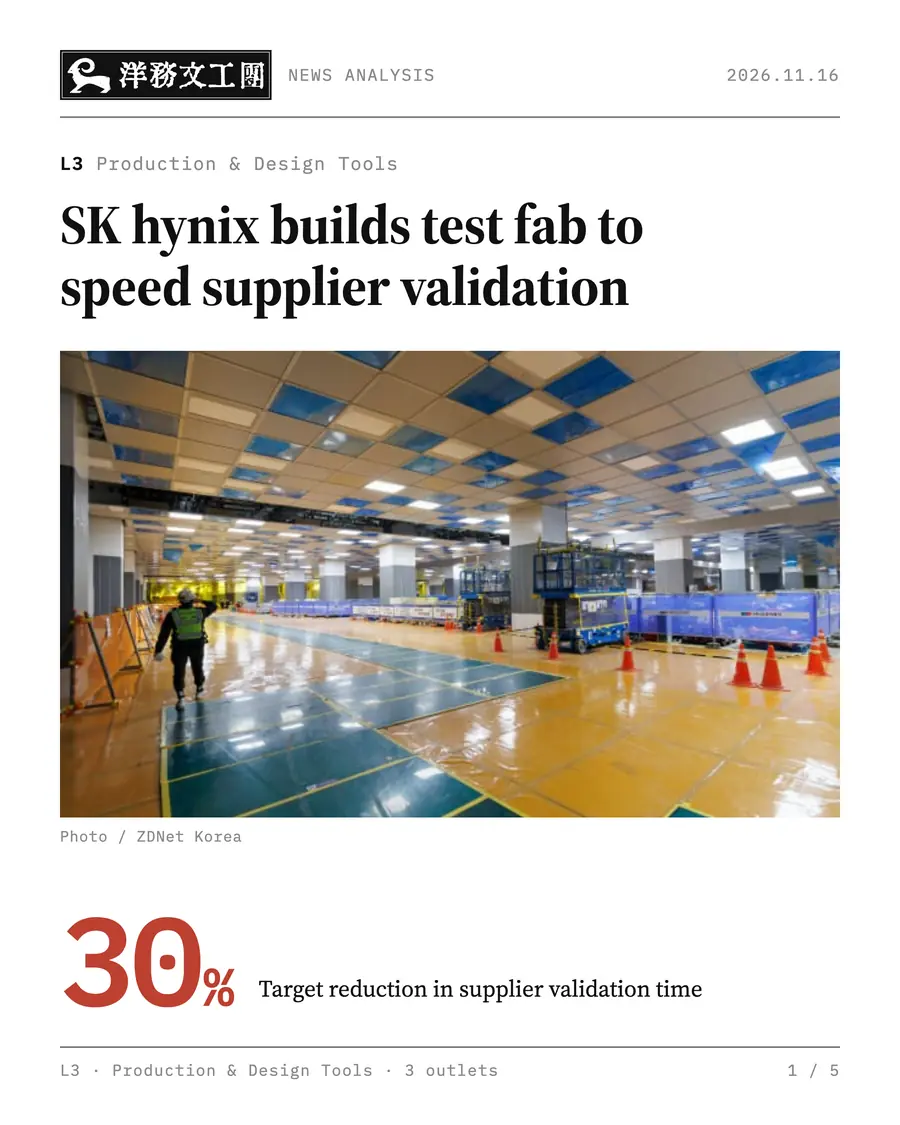 洋務文工團 NEWS ANALYSIS 2026.11.16
L3 Production & Design Tools
SK hynix builds test fab to
speed supplier validation
Photo / ZDNet Korea
30% Target reduction in supplier validation time
L3 · Production & Design Tools · 3 outlets 1 / 5